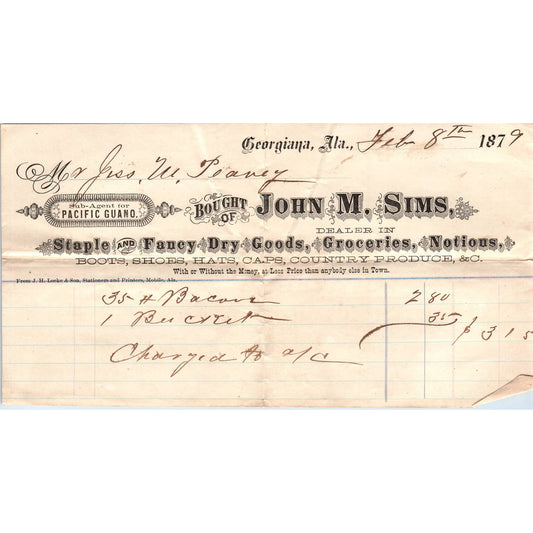 Georgiana, Ala., Feb 8th 1879
Mr Jas. M. Peavey
Sub-Agent for
PACIFIC GUANO.
BOUGHT OF JOHN M. SIMS,
DEALER IN
Staple AND Fancy Dry Goods, Groceries, Notions,
BOOTS, SHOES, HATS, CAPS, COUNTRY PRODUCE, &C.
With or Without the Money, at Less Price than anybody else in Town.
From J. H. Locke & Son, Stationers and Printers, Mobile, Ala.
35 # Bacon 2 80
1 Bucket 35 $ 3 15
Charged to a/c